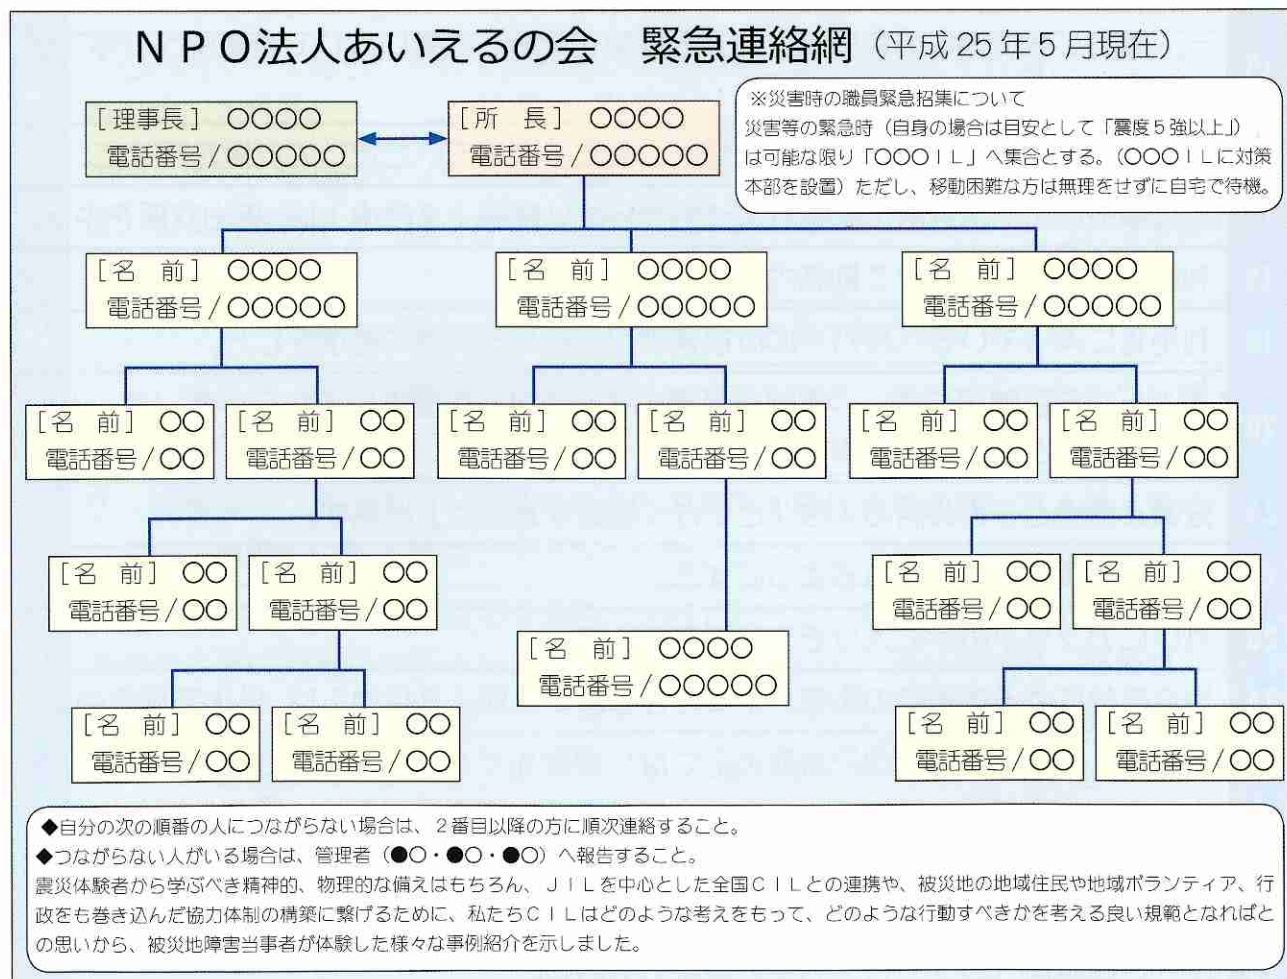 NPO法人あいえるの会 緊急連絡網(平成25年5月現在)
[理事長] ○○○○
電話番号/○○○○○
[所 長] ○○○○
電話番号/○○○○○
※災害時の職員緊急招集について
災害等の緊急時(自身の場合は目安として「震度5強以上」)
は可能な限り「○○○IL」へ集合とする。(○○○ILに対策
本部を設置)ただし、移動困難な方は無理をせずに自宅で待機。
[名 前] ○○○○
電話番号/○○○○○
[名 前] ○○○○
電話番号/○○○○○
[名 前] ○○○○
電話番号/○○○○○
[名 前] ○○
電話番号/○○
[名 前] ○○
電話番号/○○
[名 前] ○○
電話番号/○○
[名 前] ○○
電話番号/○○
[名 前] ○○
電話番号/○○
[名 前] ○○
電話番号/○○
[名 前] ○○
電話番号/○○
[名 前] ○○
電話番号/○○
[名 前] ○○
電話番号/○○
[名 前] ○○
電話番号/○○
[名 前] ○○○○
電話番号/○○○○○
[名 前] ○○
電話番号/○○
[名 前] ○○
電話番号/○○
[名 前] ○○
電話番号/○○
[名 前] ○○
電話番号/○○
◆自分の次の順番の人につながらない場合は、2番目以降の方に順次連絡すること。
◆つながらない人がいる場合は、管理者(●○・●○・●○)へ報告すること。
震災体験者から学ぶべき精神的、物理的な備えはもちろん、JILを中心とした全国CILとの連携や、被災地の地域住民や地域ボランティア、行
政をも巻き込んだ協力体制の構築に繋げるために、私たちCILはどのような考えをもって、どのような行動すべきかを考える良い規範となればと
の思いから、被災地障害当事者が体験した様々な事例紹介を示しました。